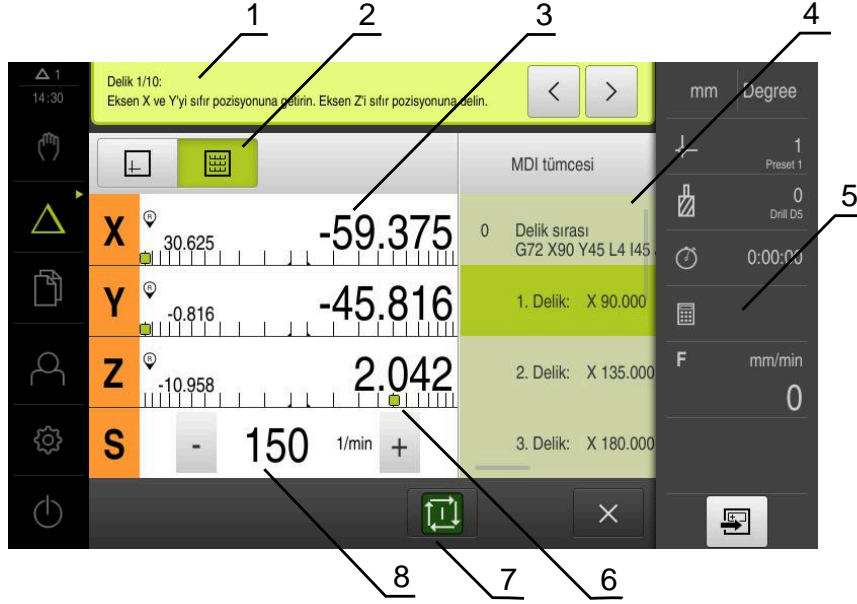 1
2
3
4
△ 1
14:30
Delik 1/10:
Eksen X ve Y'yi sıfır pozisyonuna getirin. Eksen Z'i sıfır pozisyonuna delin.
<
>
mm
Degree
1
Preset 1
MDI tümcesi
0
Drill D5
5
X
R
30.625
-59.375
0
Delik sırası
G72 X90 Y45 L4 I45
0:00:00
Y
R
-0.816
-45.816
1. Delik: X 90.000
Z
R
-10.958
2.042
2. Delik: X 135.000
F
mm/min
0
S
-
150
1/min
+
3. Delik: X 180.000
8
7
6